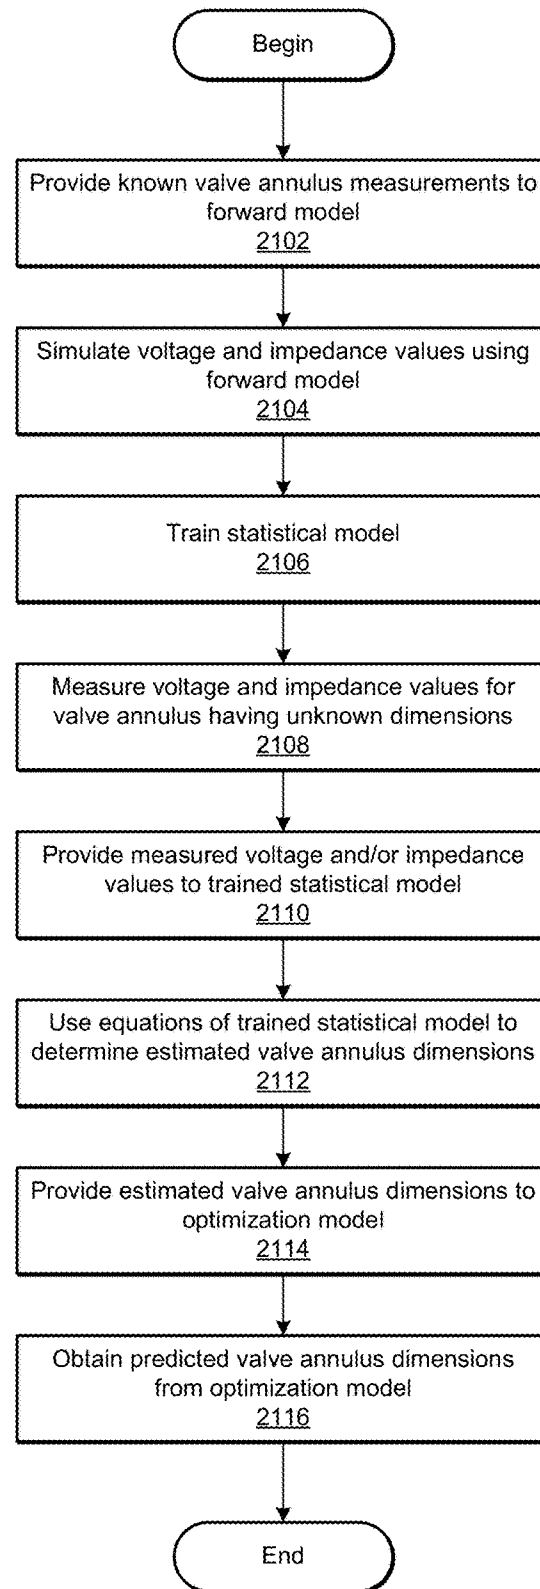 Begin
Provide known valve annulus measurements to
forward model
2102
Simulate voltage and impedance values using
forward model
2104
Train statistical model
2106
Measure voltage and impedance values for
valve annulus having unknown dimensions
2108
Provide measured voltage and/or impedance
values to trained statistical model
2110
Use equations of trained statistical model to
determine estimated valve annulus dimensions
2112
Provide estimated valve annulus dimensions to
optimization model
2114
Obtain predicted valve annulus dimensions
from optimization model
2116
End